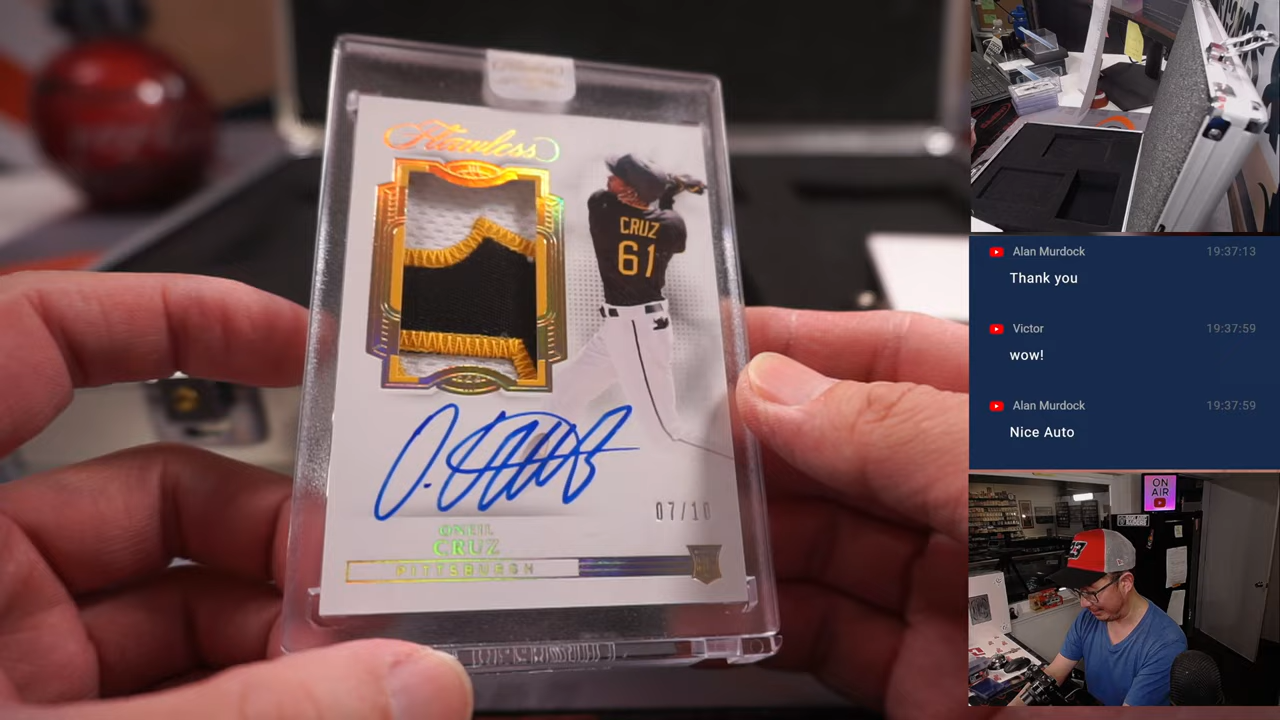 Flawless
CRUZ
61
07/10
ONEIL
CRUZ
PITTSBURGH
Alan Murdock 19:37:13
Thank you
Victor 19:37:59
wow!
Alan Murdock 19:37:59
Nice Auto
ON
AIR